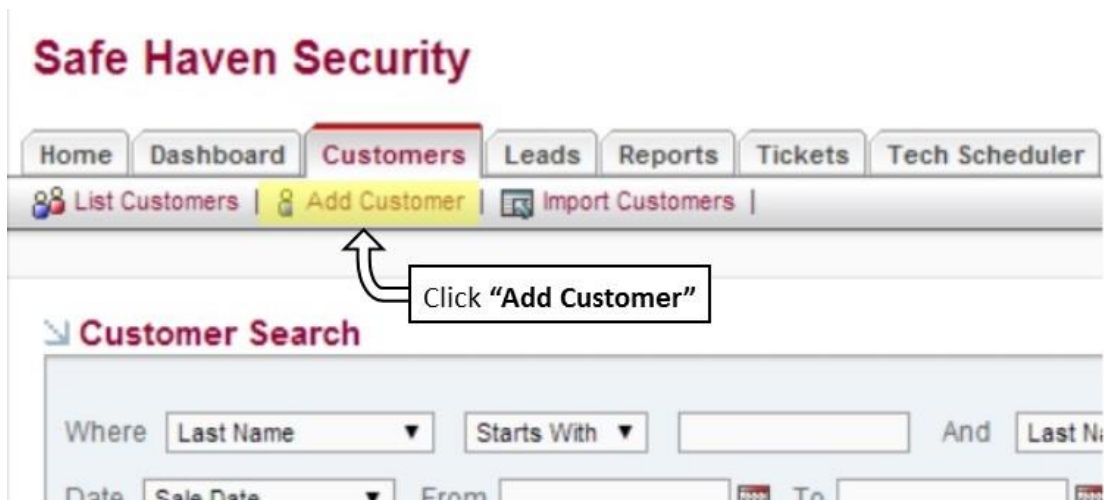 Safe Haven Security
Home Dashboard Customers Leads Reports Tickets Tech Scheduler
List Customers | Add Customer | Import Customers |
Click “Add Customer”
Customer Search
Where Last Name Starts With And Last
Date Sale Date From To